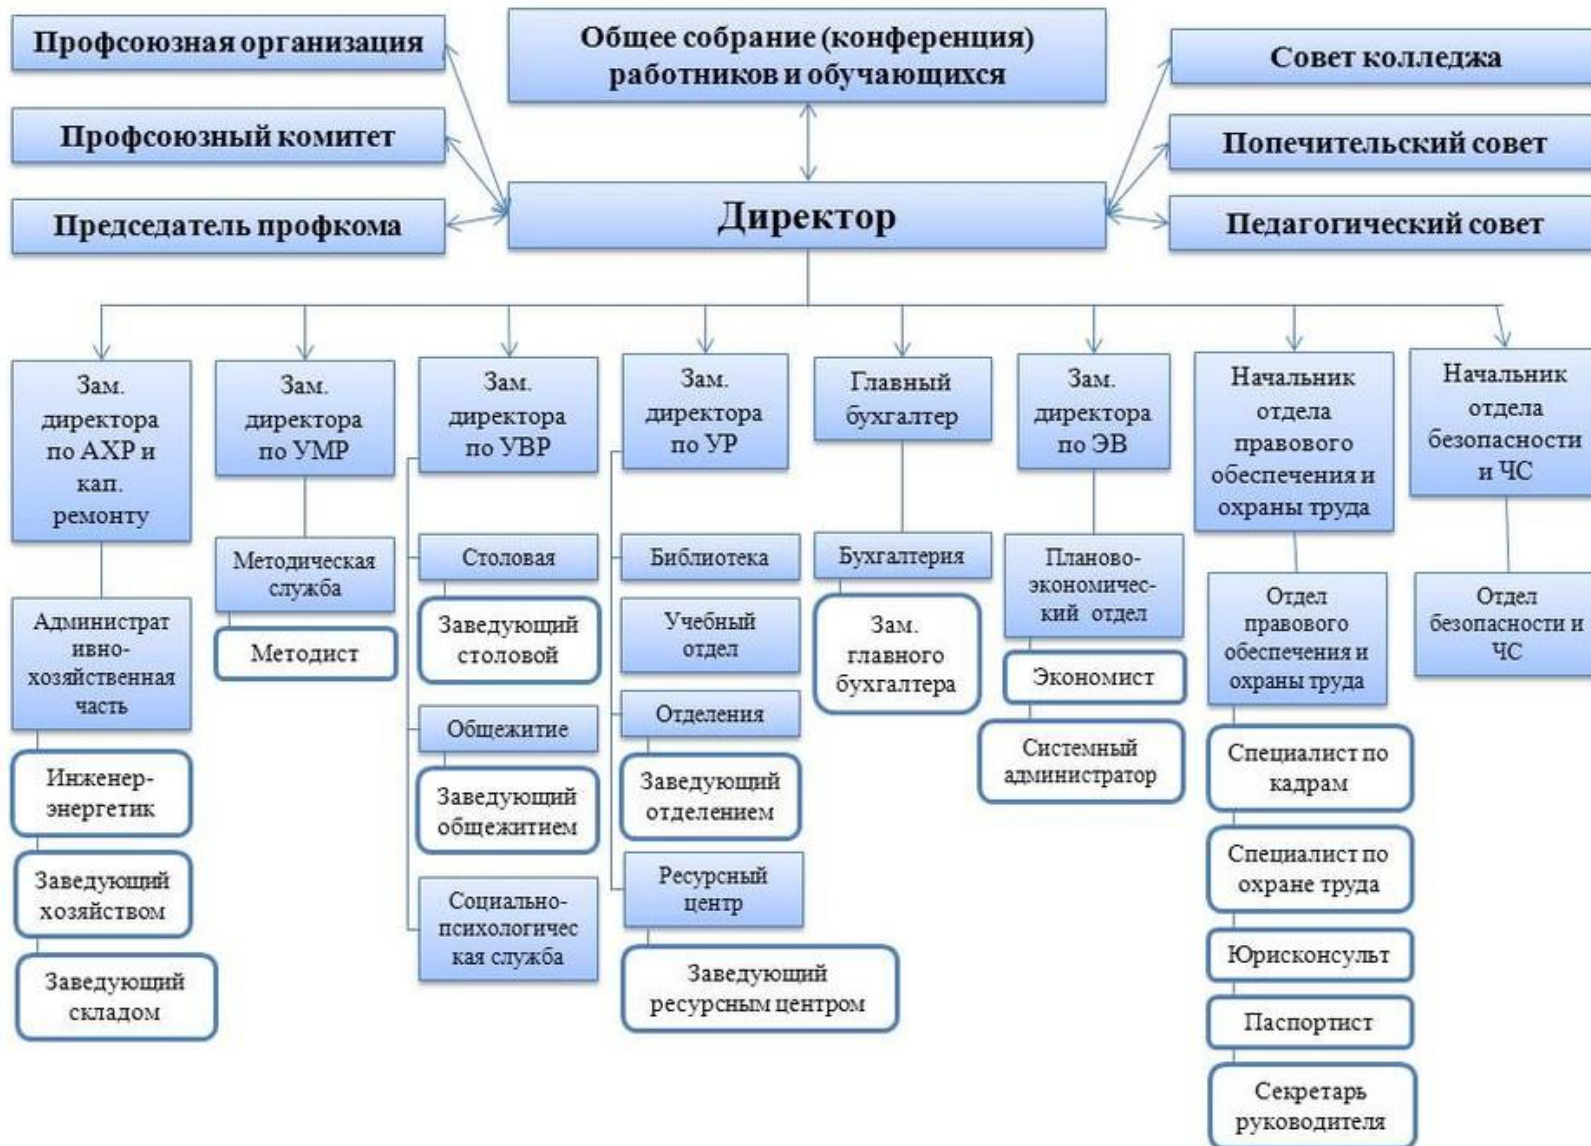 Профсоюзная организация
Общее собрание (конференция)
работников и обучающихся
Совет колледжа
Профсоюзный комитет
Попечительский совет
Председатель профкома
Директор
Педагогический совет
Зам.
директора
по АХР и
кап.
ремонту
Зам.
директора
по УМР
Зам.
директора
по УВР
Зам.
директора
по УР
Главный
бухгалтер
Зам.
директора
по ЭВ
Начальник
отдела
правового
обеспечения и
охраны труда
Начальник
отдела
безопасности
и ЧС
Администрат
ивно-
хозяйственная
часть
Инженер-
энергетик
Заведующий
хозяйством
Заведующий
складом
Методическая
служба
Методист
Столовая
Заведующий
столовой
Общежитие
Заведующий
общежитием
Социально-
психологичес
кая служба
Библиотека
Учебный
отдел
Отделения
Заведующий
отделением
Ресурсный
центр
Заведующий
ресурсным центром
Бухгалтерия
Зам.
главного
бухгалтера
Планово-
экономичес-
кий отдел
Экономист
Системный
администратор
Отдел
правового
обеспечения и
охраны труда
Специалист по
кадрам
Специалист по
охране труда
Юрисконсульт
Паспортист
Секретарь
руководителя
Отдел
безопасности и
ЧС